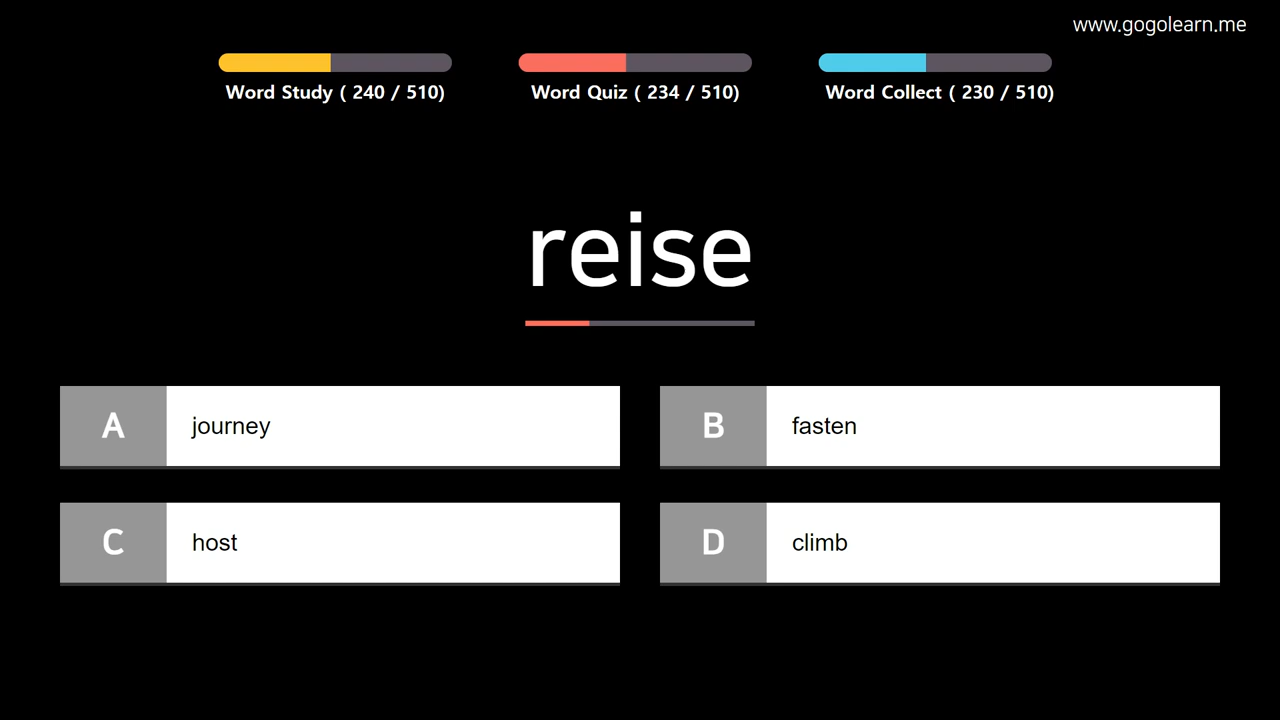 www.gogolearn.me
Word Study ( 240 / 510)
Word Quiz ( 234 / 510)
Word Collect ( 230 / 510)
reise
A journey
B fasten
C host
D climb